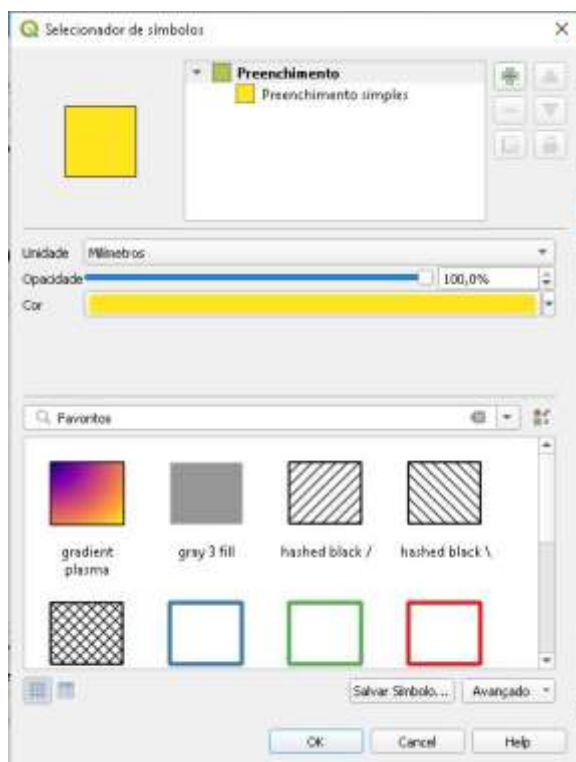 Selecionador de símbolos
Preenchimento
Preenchimento simples
Unidade Milímetros
Opacidade 100,0%
Cor
Favoritos
gradient plasma
gray 3 fill
hashed black /
hashed black \
Salvar Símbolo...
Avançado
OK
Cancel
Help